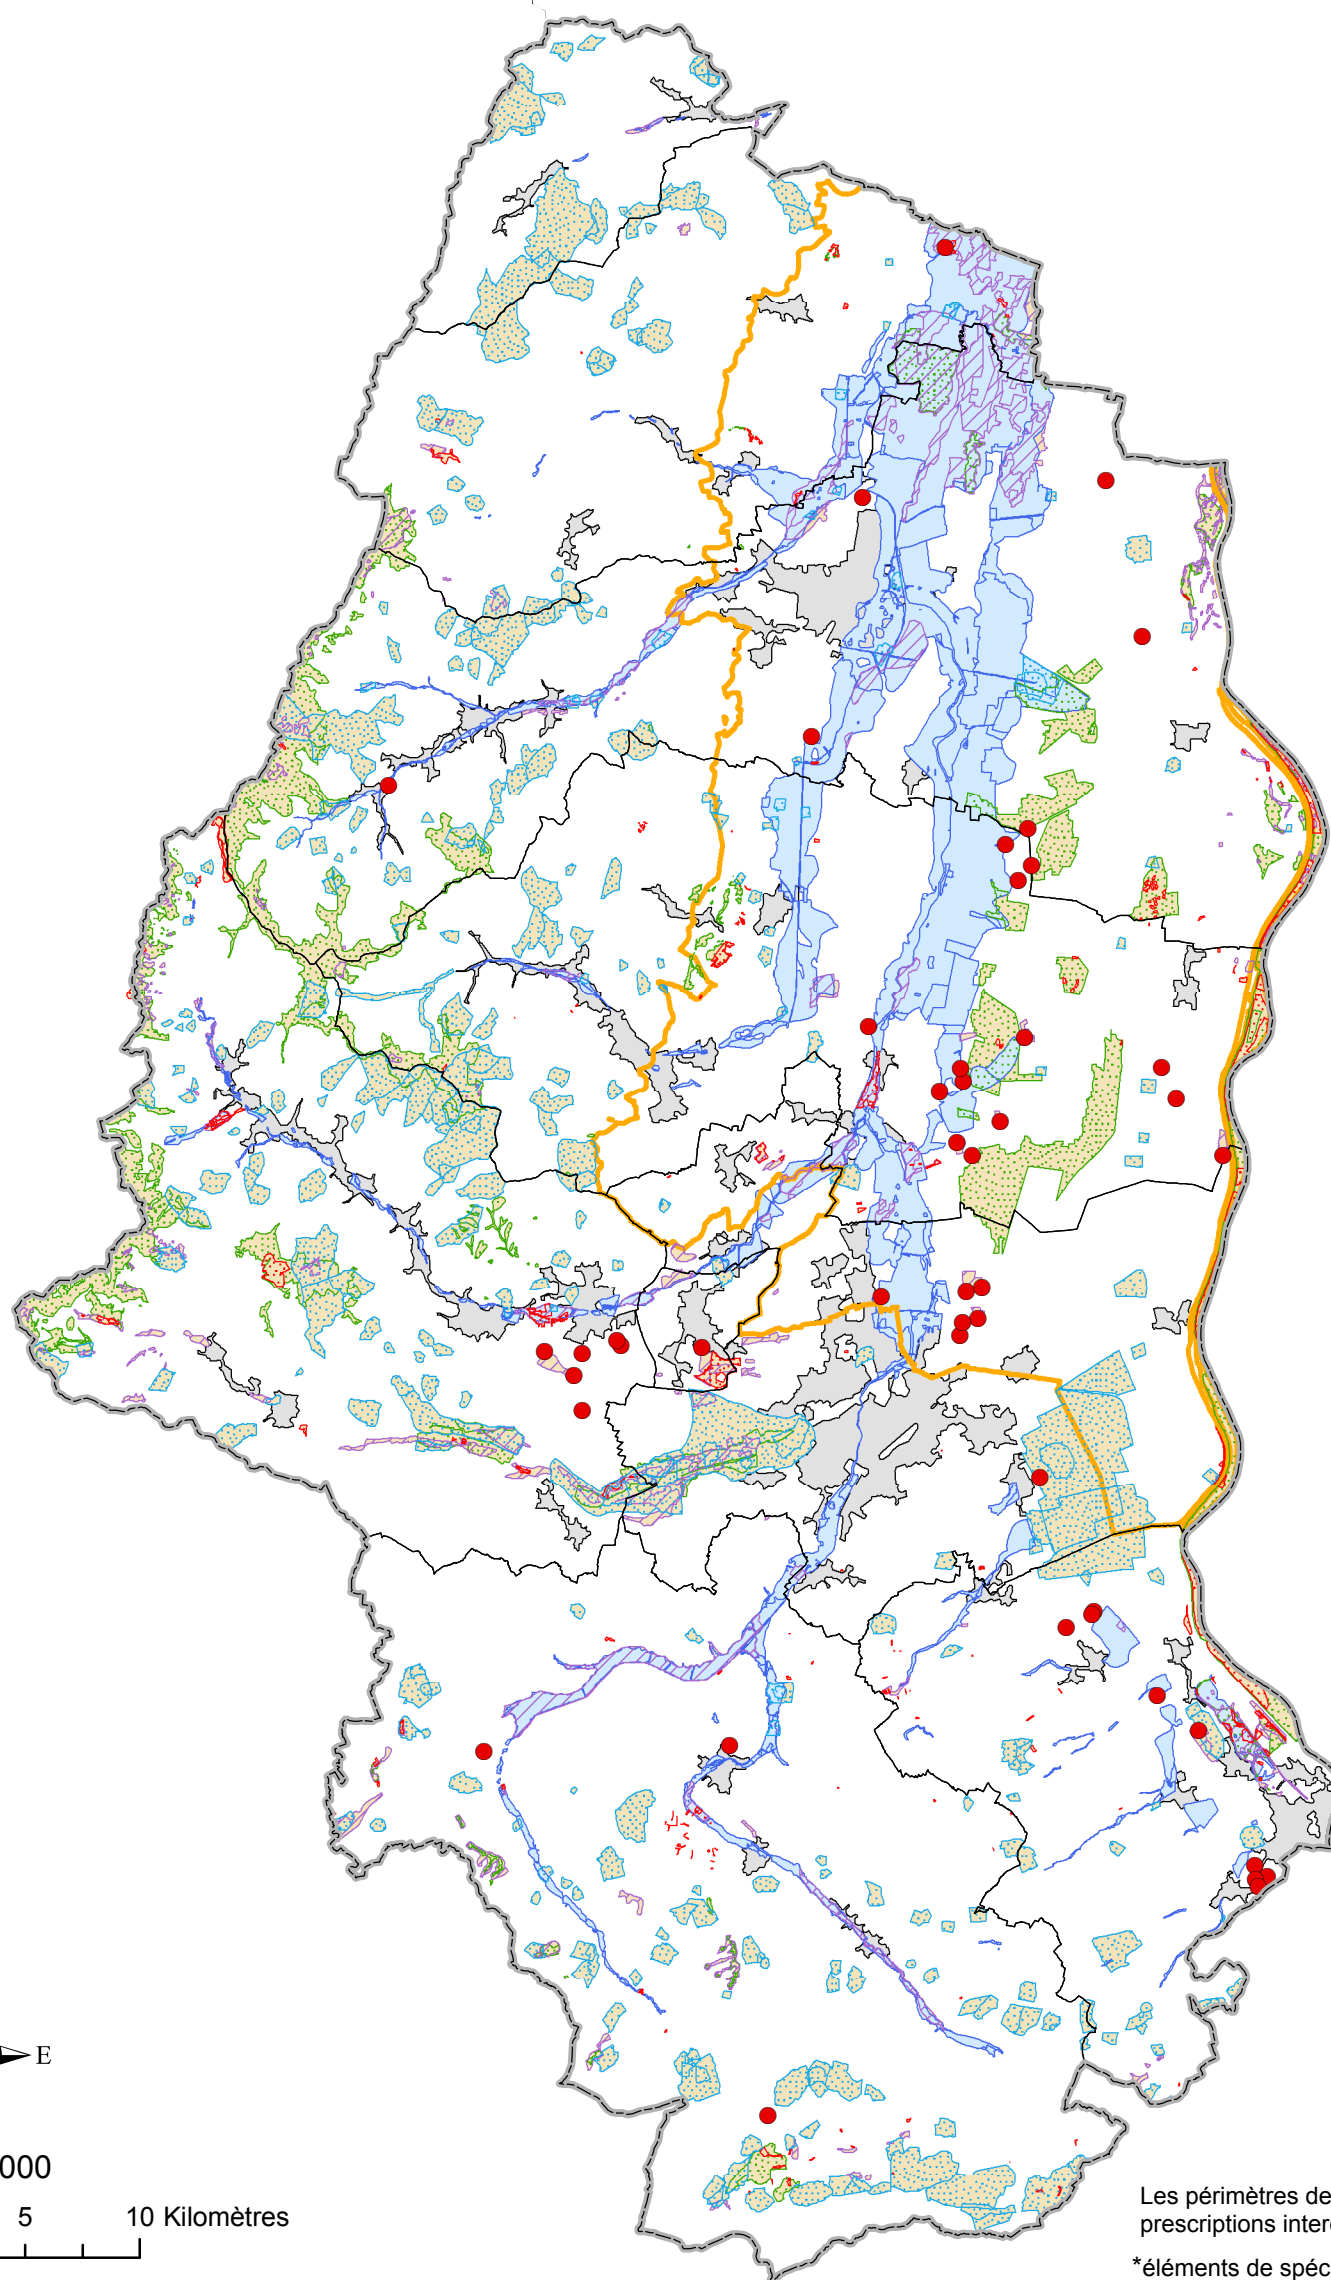 E
000
5 10 Kilomètres
Les périmètres de
prescriptions inter
*éléments de spéc